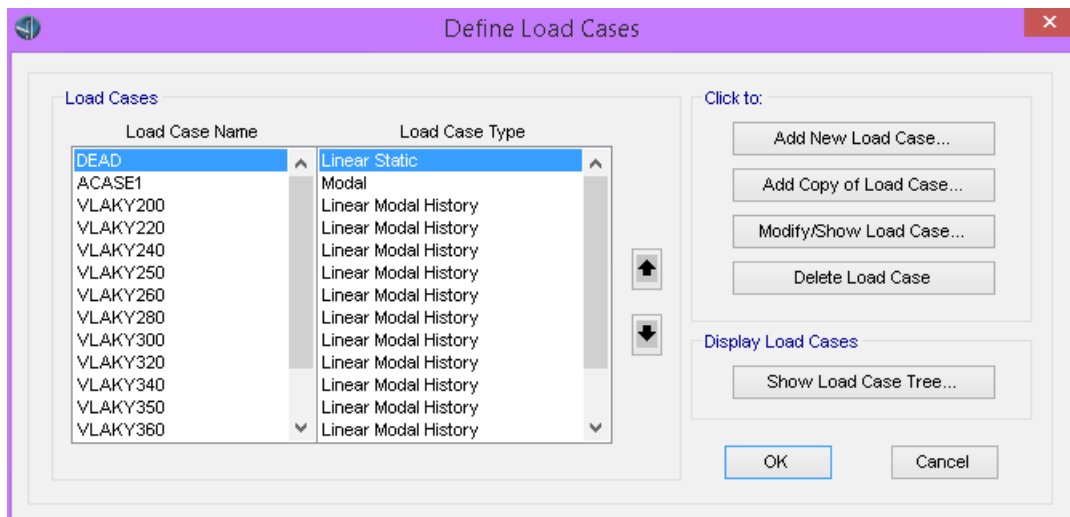 Define Load Cases
Load Cases
Load Case Name Load Case Type
DEAD Linear Static
ACASE1 Modal
VLAKY200 Linear Modal History
VLAKY220 Linear Modal History
VLAKY240 Linear Modal History
VLAKY250 Linear Modal History
VLAKY260 Linear Modal History
VLAKY280 Linear Modal History
VLAKY300 Linear Modal History
VLAKY320 Linear Modal History
VLAKY340 Linear Modal History
VLAKY350 Linear Modal History
VLAKY360 Linear Modal History
Click to:
Add New Load Case...
Add Copy of Load Case...
Modify/Show Load Case...
Delete Load Case
Display Load Cases
Show Load Case Tree...
OK Cancel